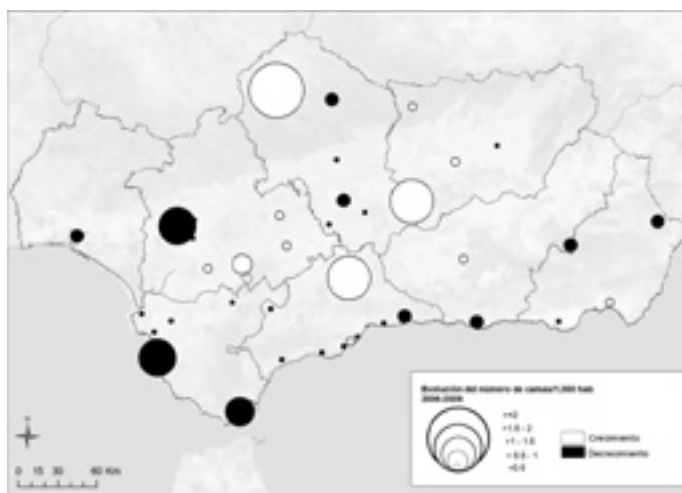 Evolución del número de camas/1.000 hab
2006-2009
>2
>1.5 - 2
>1 - 1.5
> 0.5 - 1
<0.5
Crecimiento
Decrecimiento
0 15 30 60 Km